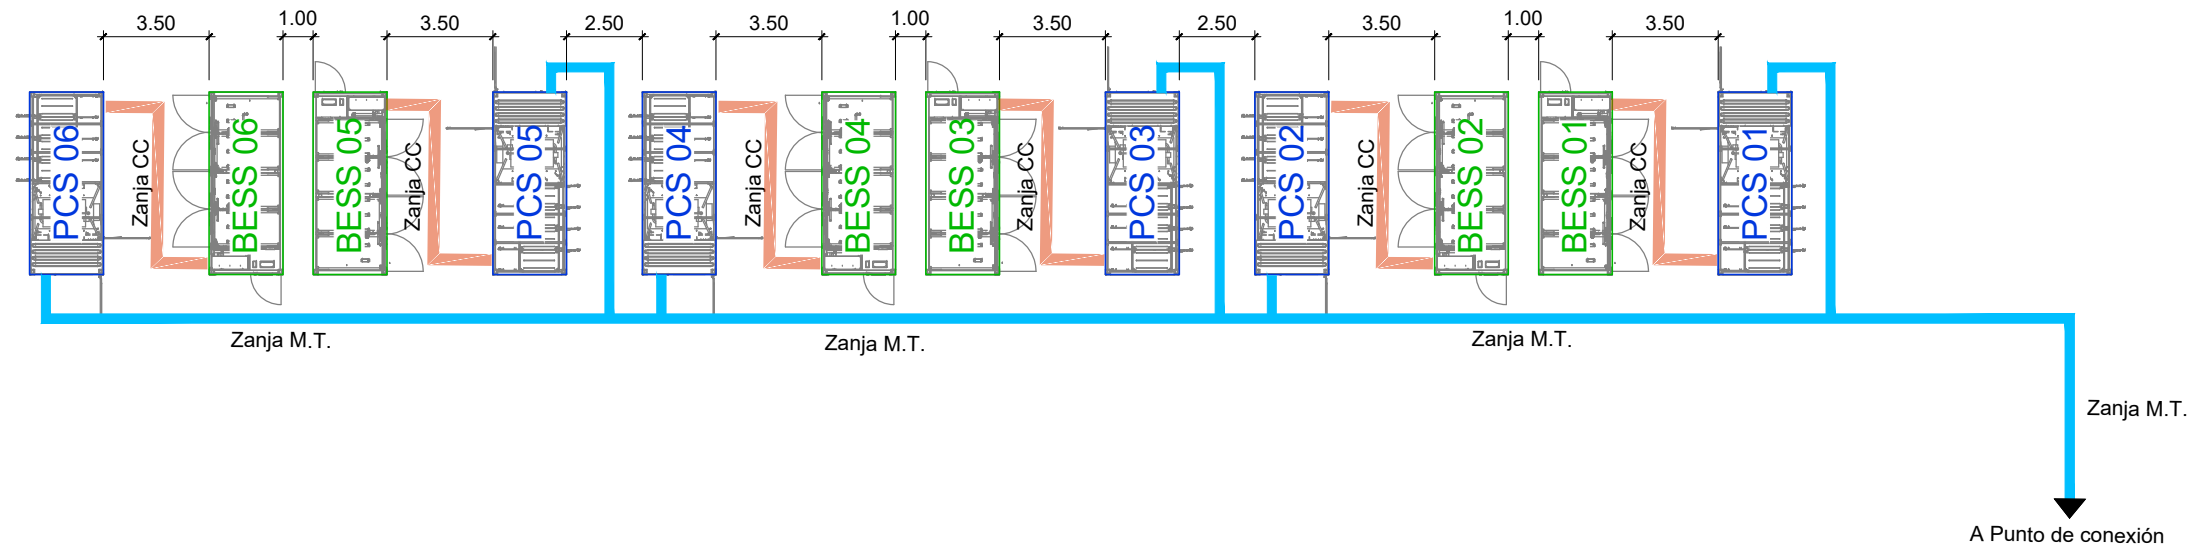 3.50
1.00
3.50
2.50
3.50
1.00
3.50
2.50
3.50
1.00
3.50
PCS 06
Zanja CC
BESS 06
BESS 05
Zanja CC
PCS 05
PCS 04
Zanja CC
BESS 04
BESS 03
Zanja CC
PCS 03
PCS 02
Zanja CC
BESS 02
BESS 01
Zanja CC
PCS 01
Zanja M.T.
Zanja M.T.
Zanja M.T.
Zanja M.T.
A Punto de conexión